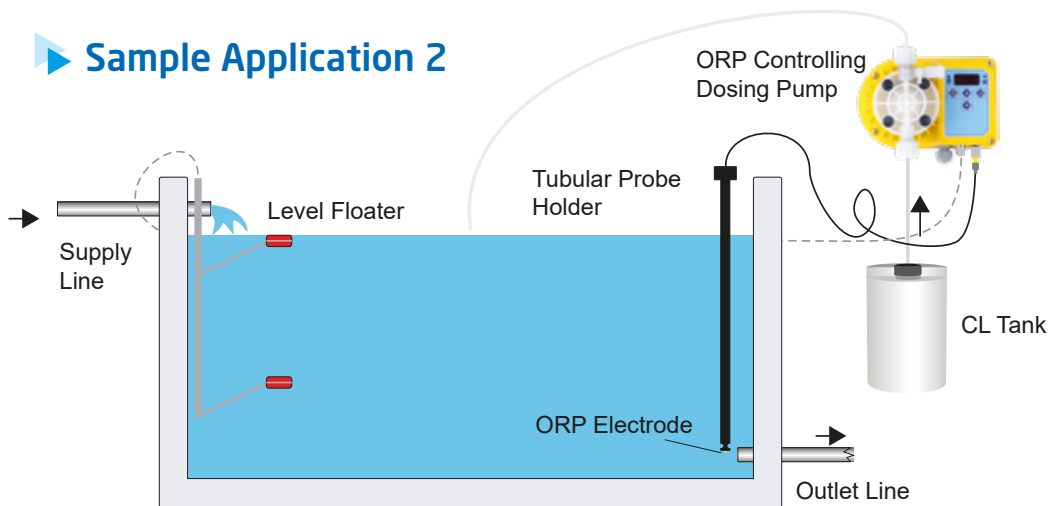 Sample Application 2
ORP Controlling
Dosing Pump
Tubular Probe
Holder
Level Floater
Supply
Line
CL Tank
ORP Electrode
Outlet Line